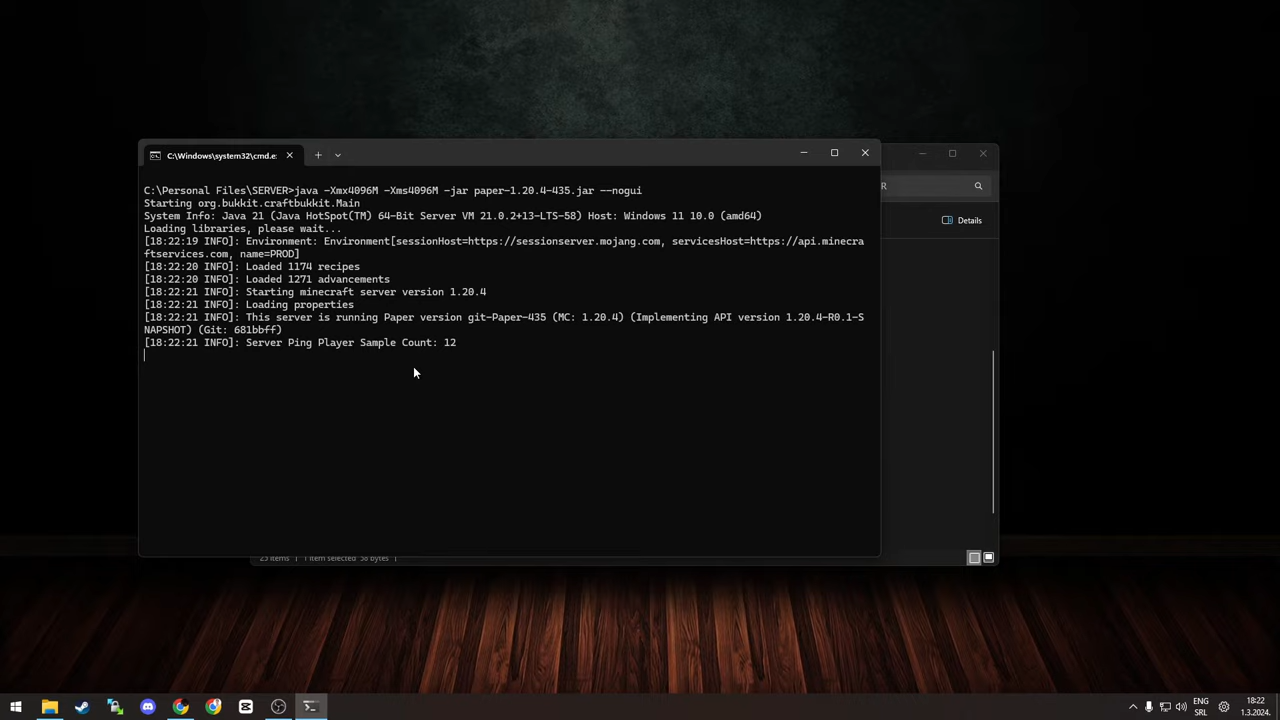 C:\Windows\system32\cmd.e:
C:\Personal Files\SERVER>java -Xmx4096M -Xms4096M -jar paper-1.20.4-435.jar --nogui
R
Starting org.bukkit.craftbukkit.Main
System Info: Java 21 (Java HotSpot(TM) 64-Bit Server VM 21.0.2+13-LTS-58) Host: Windows 11 10.0 (amd64)
Details
Loading libraries, please wait...
[18:22:19 INFO]: Environment: Environment[sessionHost=https://sessionserver.mojang.com, servicesHost=https://api.minecra
ftservices.com, name=PROD]
[18:22:20 INFO]: Loaded 1174 recipes
[18:22:20 INFO]: Loaded 1271 advancements
[18:22:21 INFO]: Starting minecraft server version 1.20.4
[18:22:21 INFO]: Loading properties
[18:22:21 INFO]: This server is running Paper version git-Paper-435 (MC: 1.20.4) (Implementing API version 1.20.4-R0.1-S
NAPSHOT) (Git: 681bbff)
[18:22:21 INFO]: Server Ping Player Sample Count: 12
items 1 item selected bytes
ENG
SRL
18:22
1.3.2024.